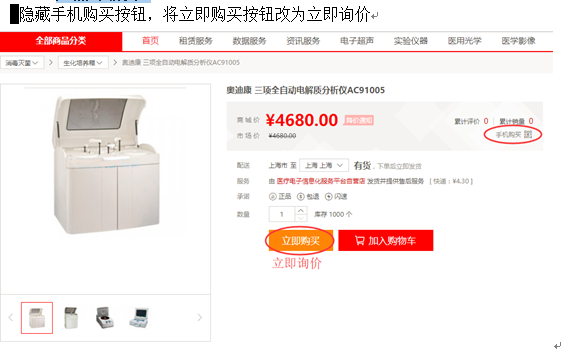 隐藏手机购买按钮，将立即购买按钮改为立即询价
全部商品分类 首页 租赁服务 数据服务 资讯服务 电子超声 实验仪器 医用光学 医学影像
消毒灭菌 生化培养箱 奥迪康 三项全自动电解质分析仪AC91005
奥迪康 三项全自动电解质分析仪AC91005
商城价 ¥4680.00 降价通知 累计评价 0 累计销量 0
市场价 ¥4680.00 手机购买
配送 上海市 至 上海 上海 有货，下单后立即发货
服务 由 医疗电子信息化服务平台自营店 发货并提供售后服务 [ 快递：¥4.30 ]
承诺 正品 包退 闪速
数量 1 库存 1000 个
立即购买 加入购物车
立即询价